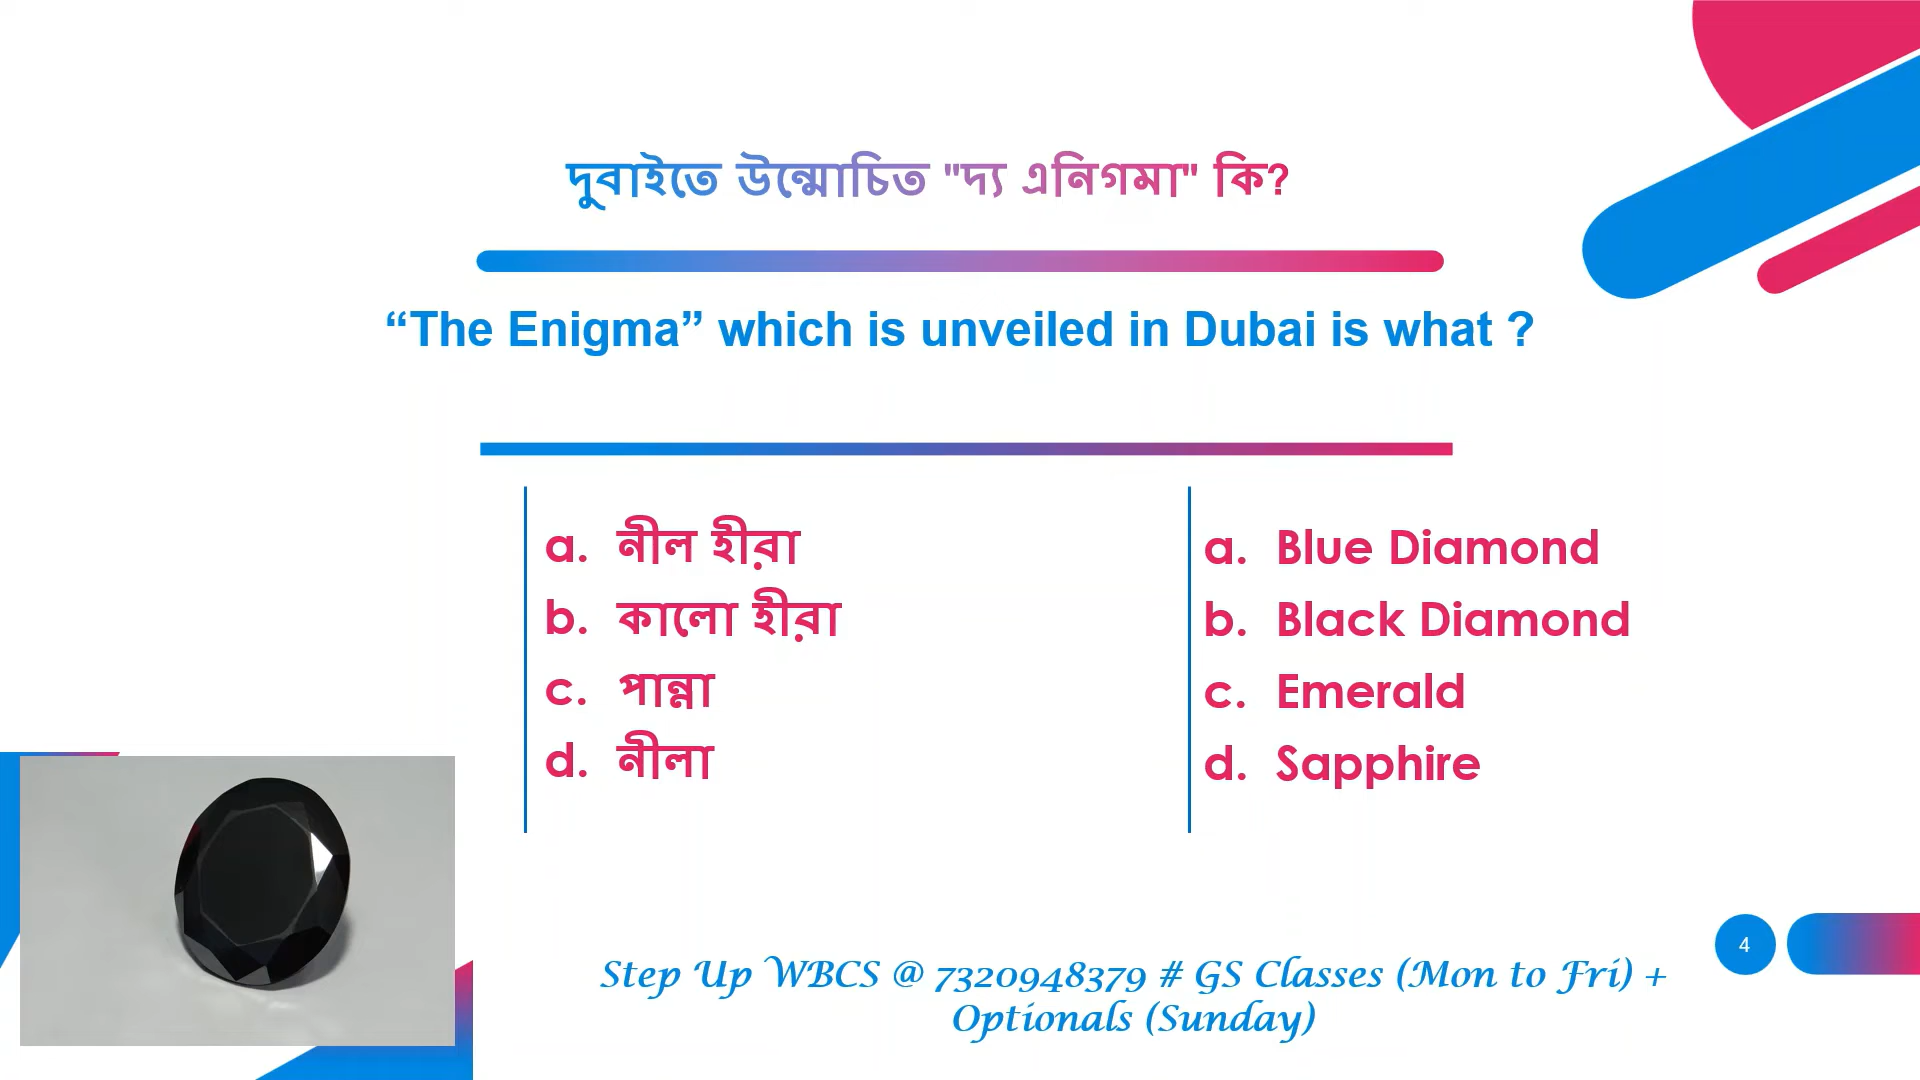 দুবাইতে উন্মোচিত "দ্য এনিগমা" কি?
“The Enigma” which is unveiled in Dubai is what ?
a. নীল হীরা
b. কালো হীরা
c. পান্না
d. নীলা
a. Blue Diamond
b. Black Diamond
c. Emerald
d. Sapphire
Step Up WBCS @ 7320948379 # GS Classes (Mon to Fri) +
Optionals (Sunday)
4